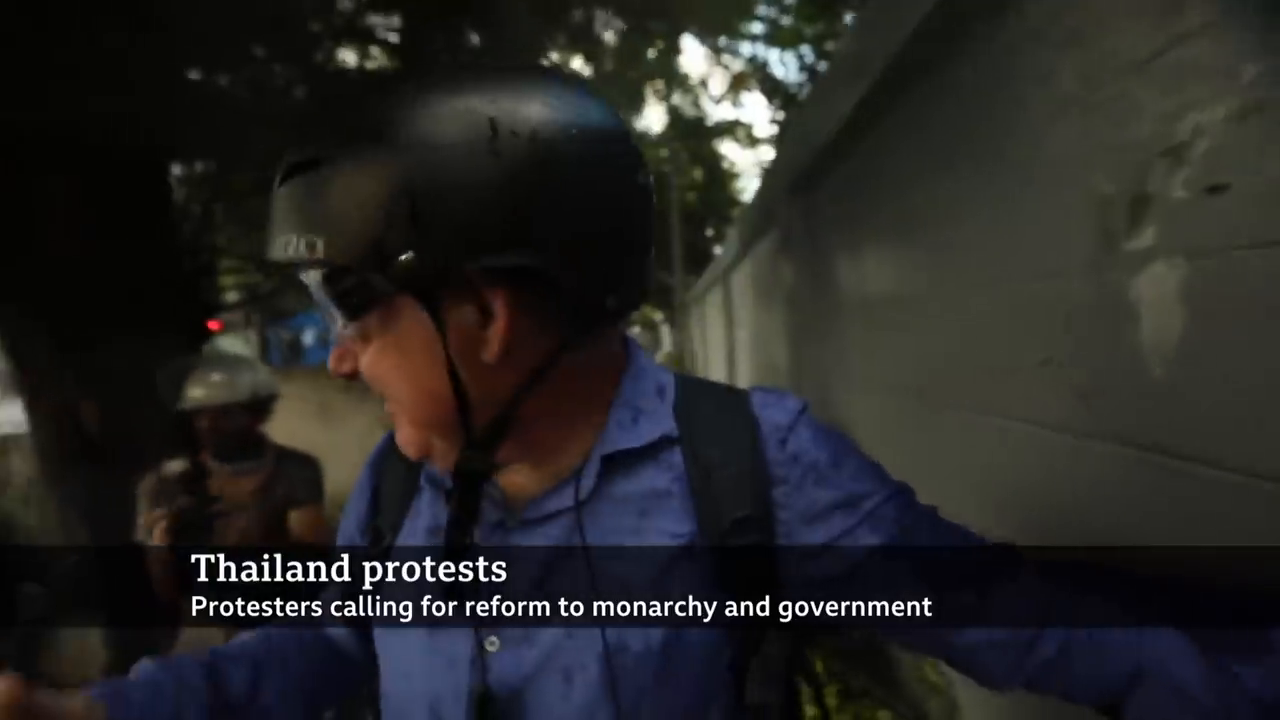 Thailand protests
Protesters calling for reform to monarchy and government